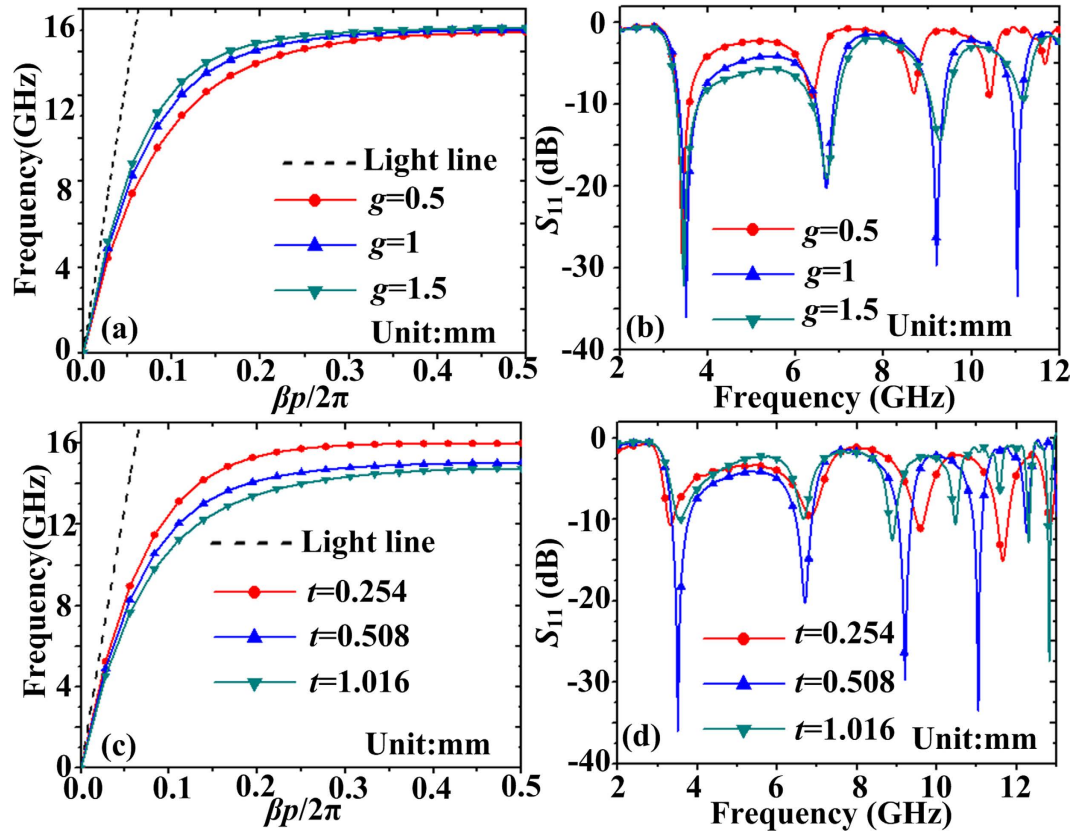 Frequency(GHz)
16
12
8
4
0
Light line
g=0.5
g=1
g=1.5
(a)
Unit:mm
0.0
0.1
0.2
0.3
0.4
0.5
βp/2π
S11 (dB)
0
-10
-20
-30
-40
g=0.5
g=1
g=1.5
(b)
Unit:mm
2
4
6
8
10
12
Frequency (GHz)
Frequency(GHz)
16
12
8
4
0
Light line
t=0.254
t=0.508
t=1.016
(c)
Unit:mm
0.0
0.1
0.2
0.3
0.4
0.5
βp/2π
S11 (dB)
0
-10
-20
-30
-40
t=0.254
t=0.508
t=1.016
(d)
Unit:mm
2
4
6
8
10
12
Frequency (GHz)